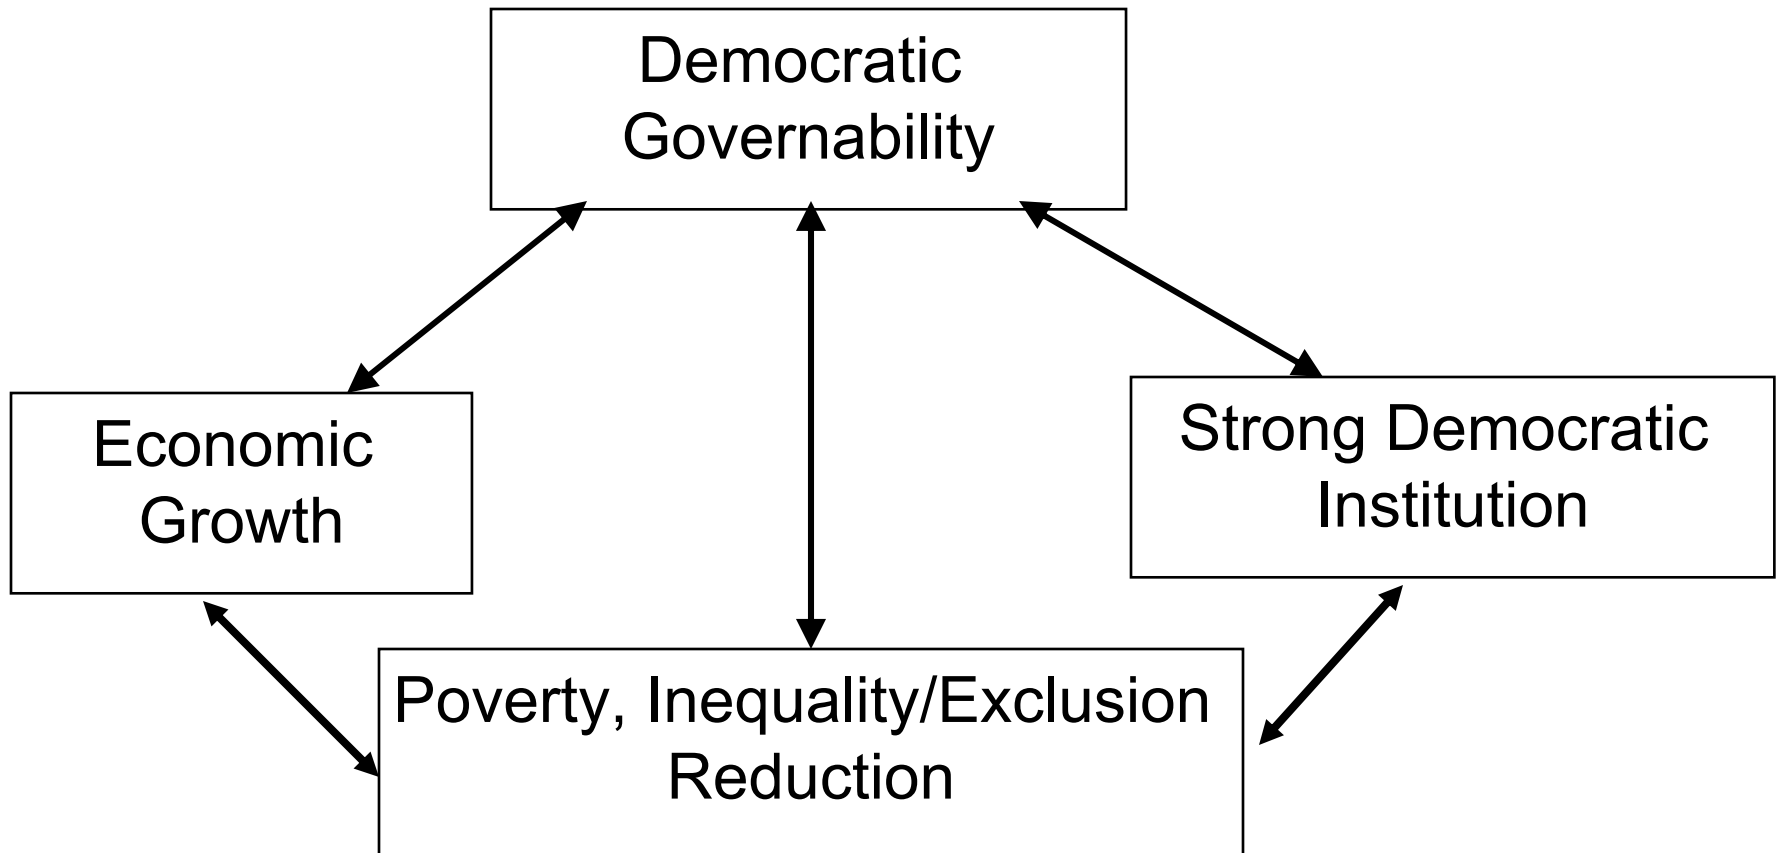 Democratic
Governability
Economic
Growth
Strong Democratic
Institution
Poverty, Inequality/Exclusion
Reduction